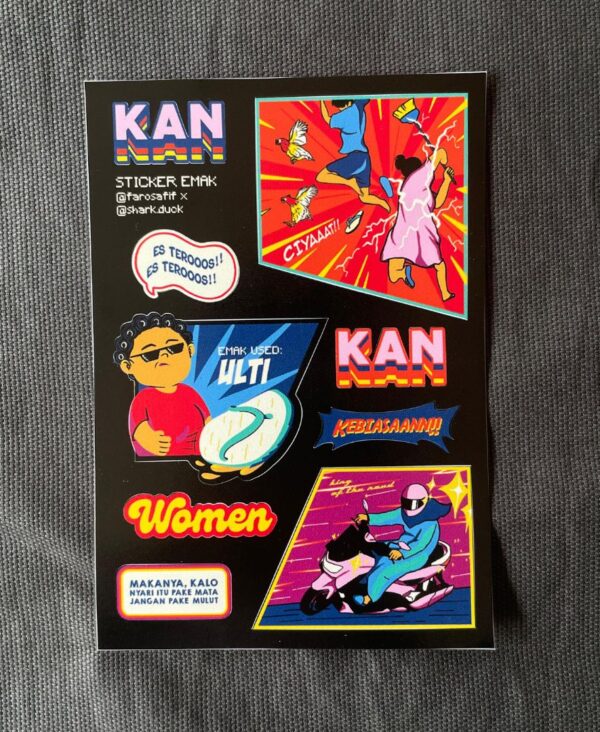 KAN
STICKER EMAK
@farosafif x
@shark.duck
CIYAAAT!!
ES TEROOOS!!
ES TEROOOS!!
EMAK USED:
ULTI
KAN
KEBIASAANN!!
Women
king
of the road
MAKANYA, KALO
NYARI ITU PAKE MATA
JANGAN PAKE MULUT